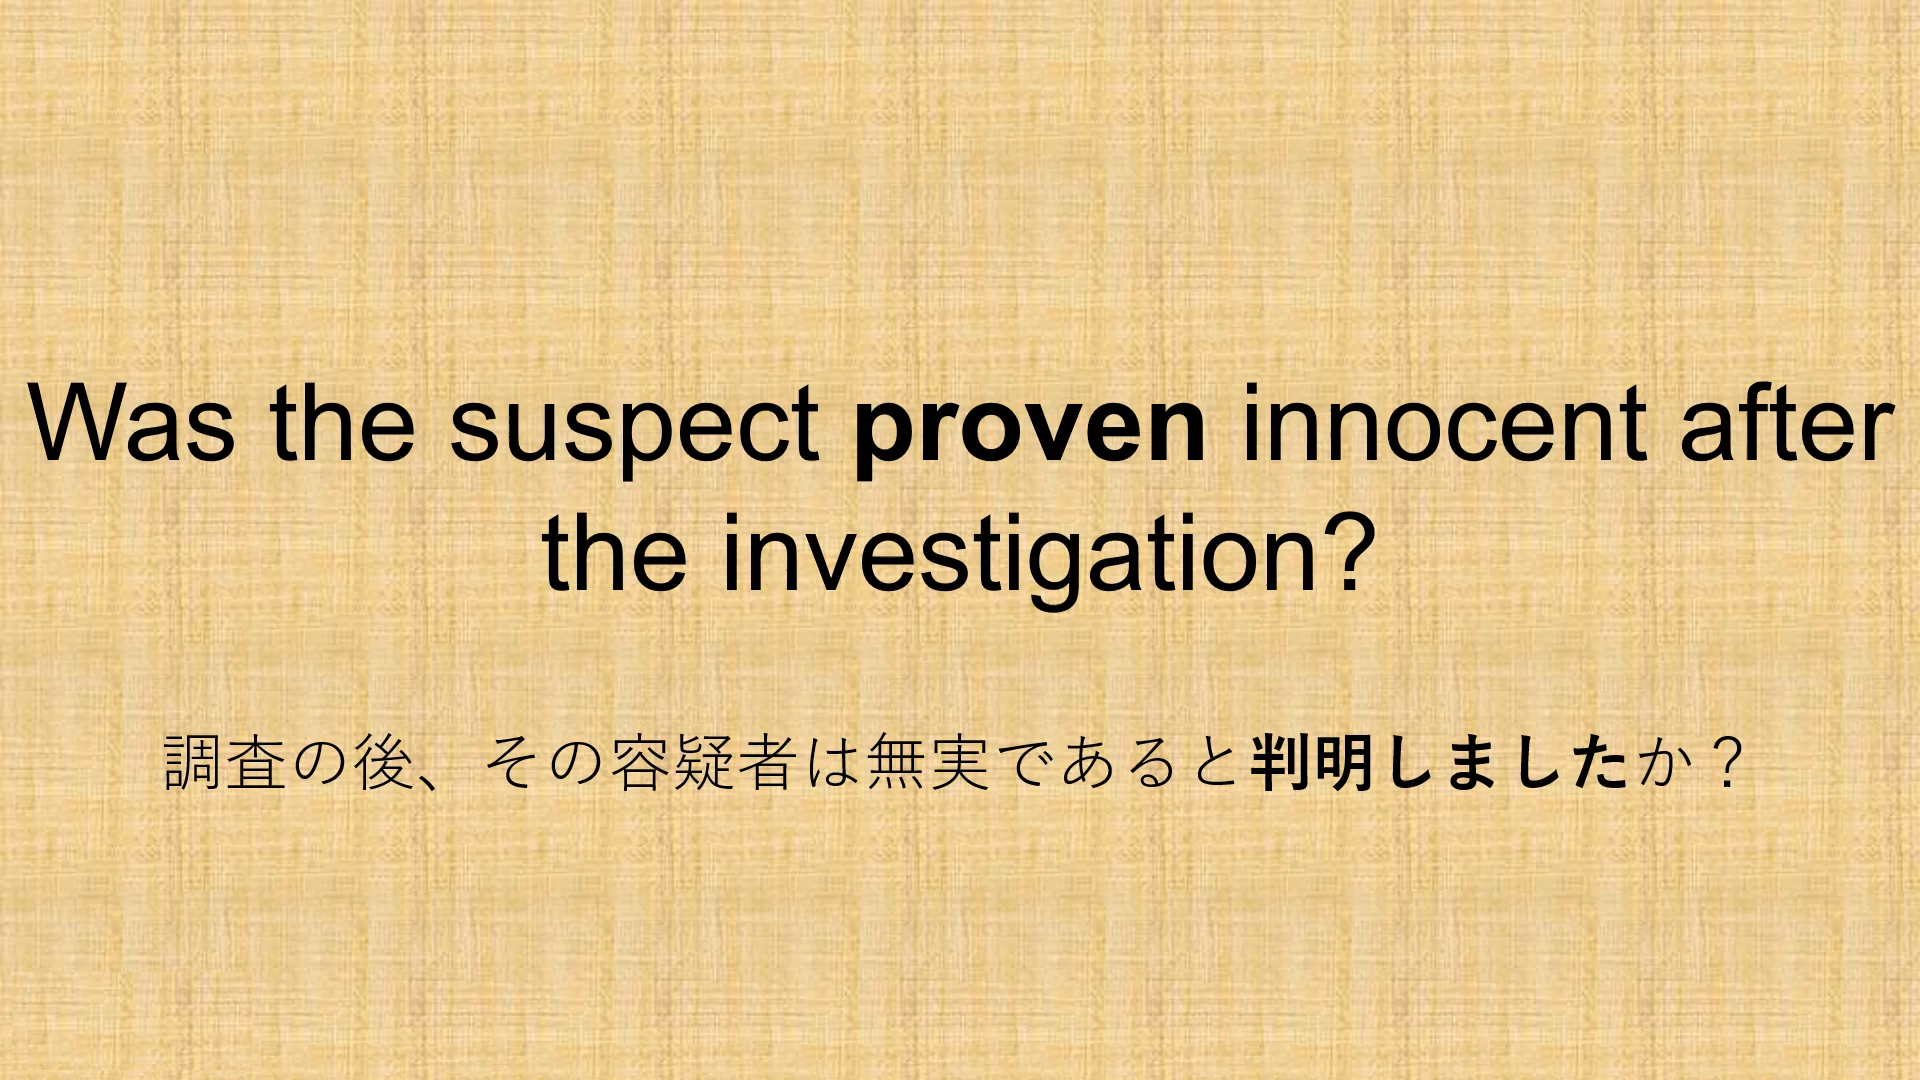 Was the suspect proven innocent after
the investigation?
調査の後、その容疑者は無実であると判明しましたか？